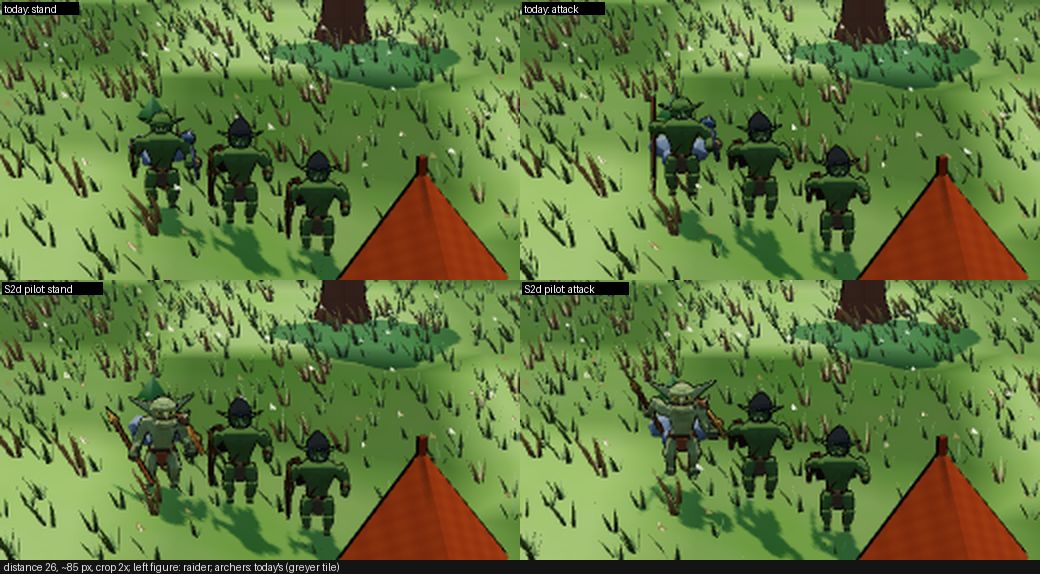 today: stand
today: attack
S2d pilot stand
S2d pilot attack
distance 26, ~85 px, crop 2x; left figure: raider; archers: today's (greyer tile)